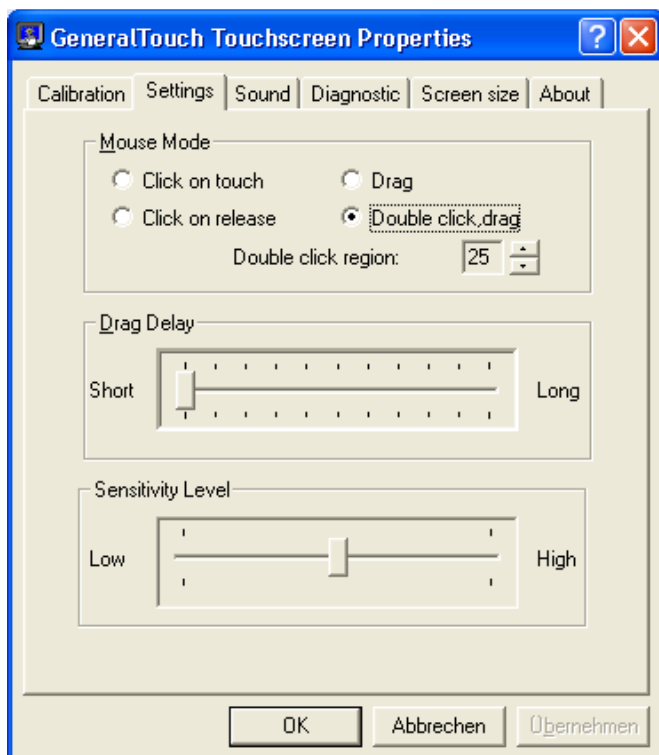 GeneralTouch Touchscreen Properties
Calibration Settings Sound Diagnostic Screen size About
Mouse Mode
Click on touch Drag
Click on release Double click,drag
Double click region: 25
Drag Delay
Short Long
Sensitivity Level
Low High
OK Abbrechen Übernehmen